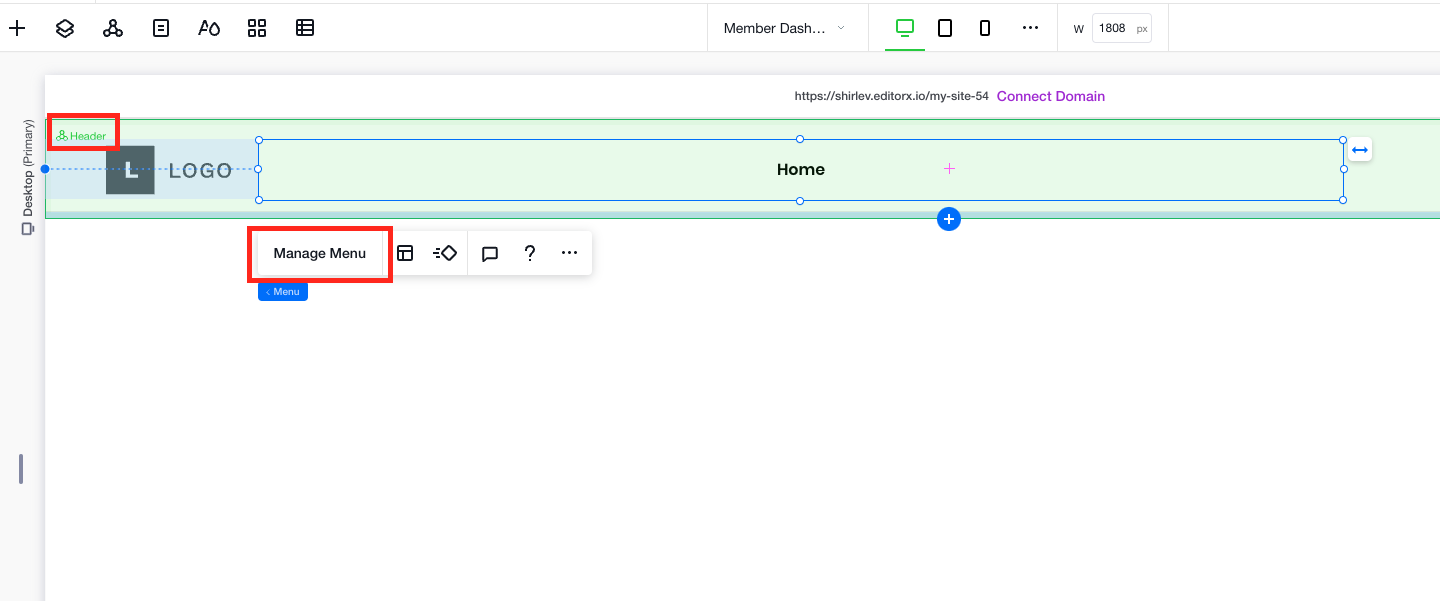 Member Dash...
W 1808 px
https://shirlev.editorx.io/my-site-54 Connect Domain
Desktop (Primary)
Header
L LOGO
Home
Manage Menu
< Menu